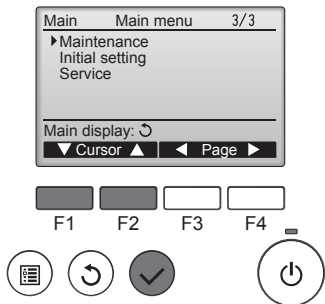 Main Main menu 3/3
Maintenance
Initial setting
Service
Main display:
Cursor Page
F1 F2 F3 F4